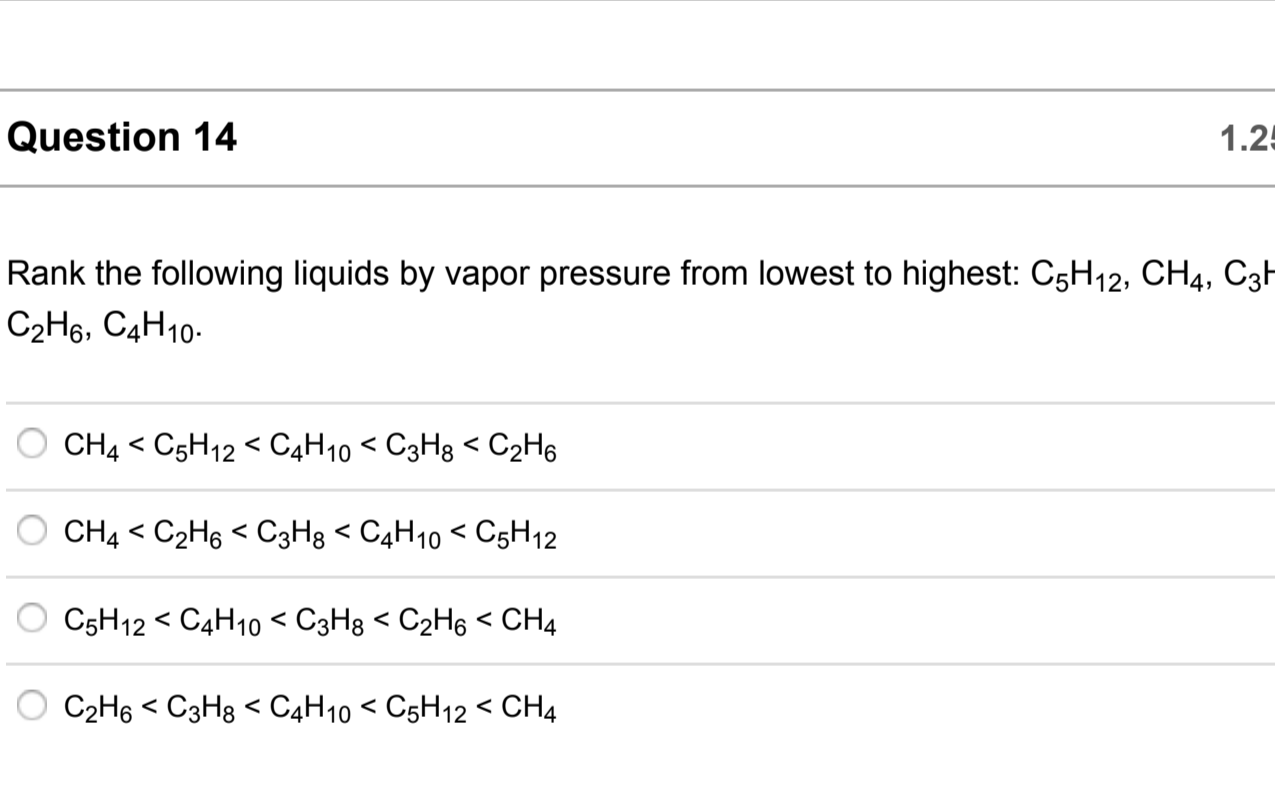 Question 14
1.2
Rank the following liquids by vapor pressure from lowest to highest: C₅H₁₂, CH₄, C₃H
C₂H₆, C₄H₁₀.
CH₄ < C₅H₁₂ < C₄H₁₀ < C₃H₈ < C₂H₆
CH₄ < C₂H₆ < C₃H₈ < C₄H₁₀ < C₅H₁₂
C₅H₁₂ < C₄H₁₀ < C₃H₈ < C₂H₆ < CH₄
C₂H₆ < C₃H₈ < C₄H₁₀ < C₅H₁₂ < CH₄